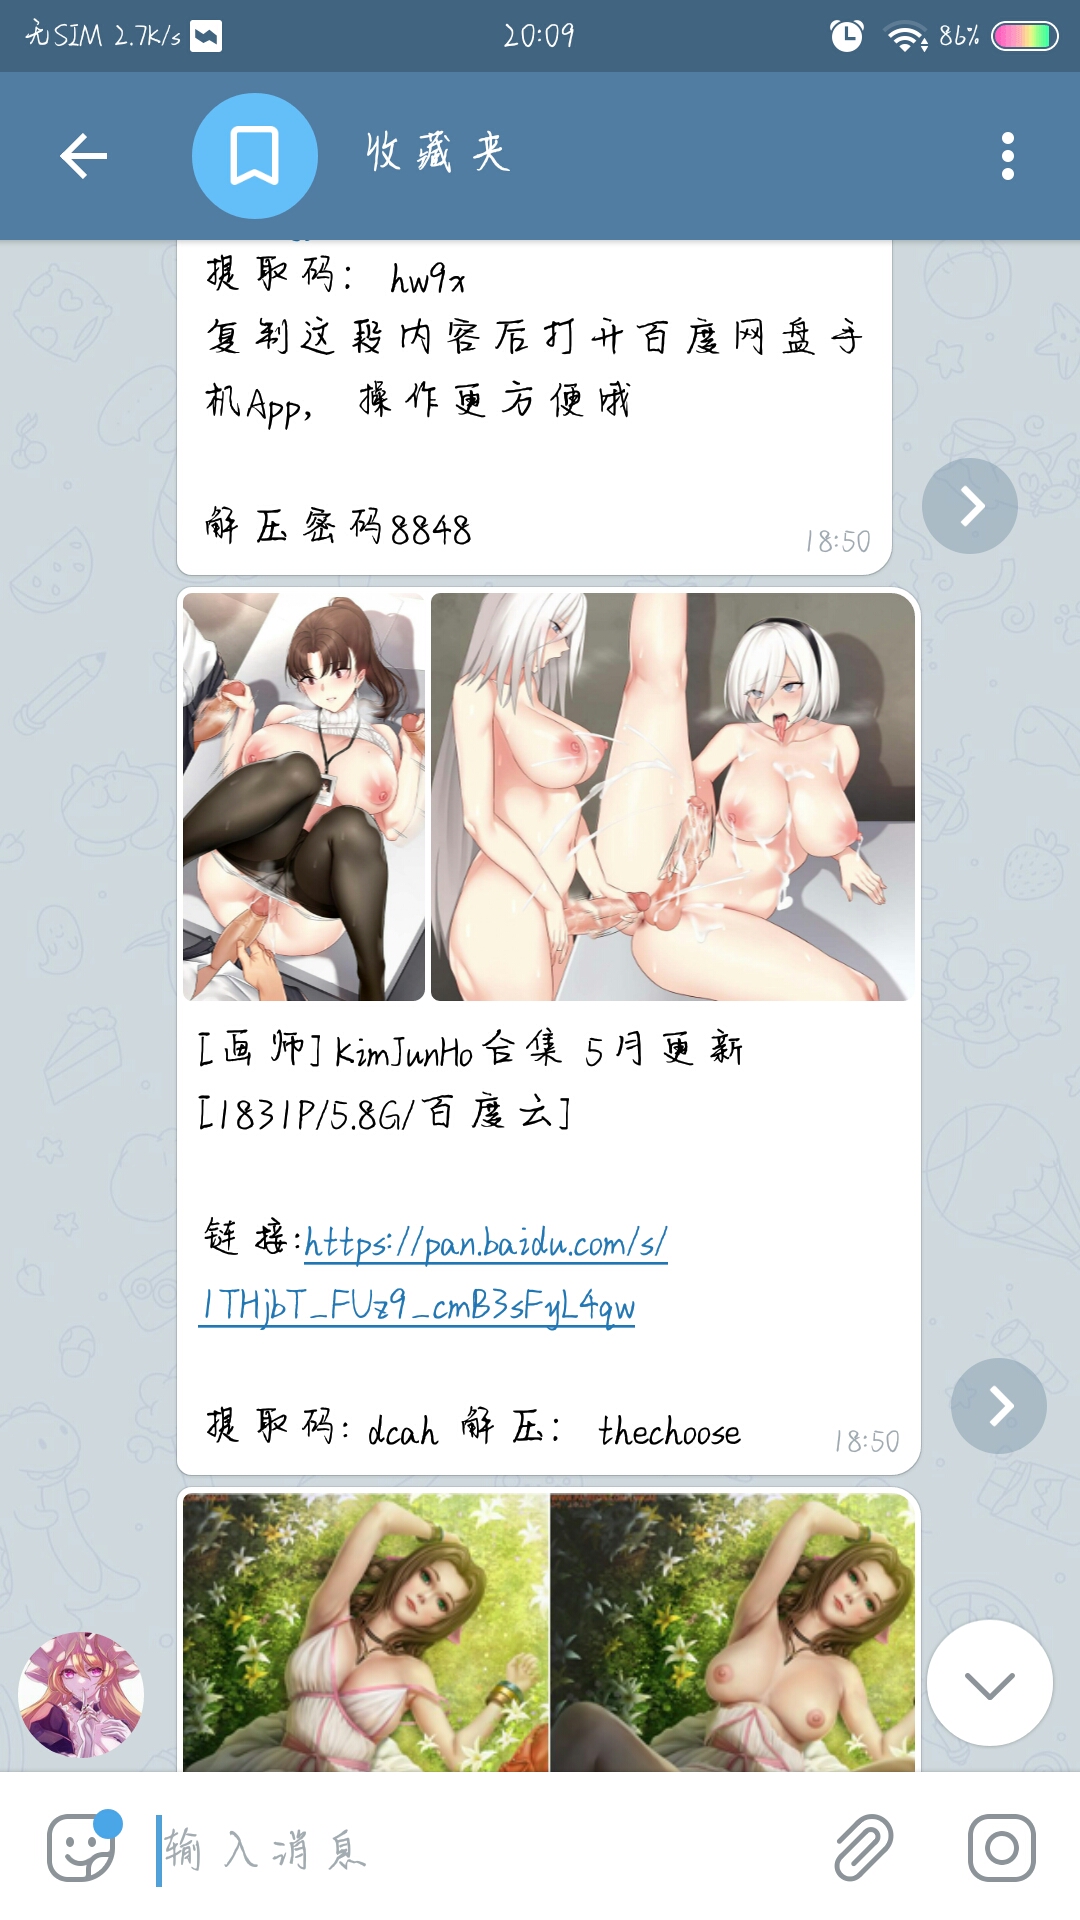 无SIM 2.7K/s
20:09
86%
收藏夹
提取码： hw9x
复制这段内容后打开百度网盘手
机App， 操作更方便哦
解压密码8848
18:50
[画师]KimJunHo合集 5月更新
[1831P/5.8G/百度云]
链接:https://pan.baidu.com/s/
1THjbT_FUz9_cmB3sFyL4qw
提取码: dcah 解压： thechoose
18:50
输入消息